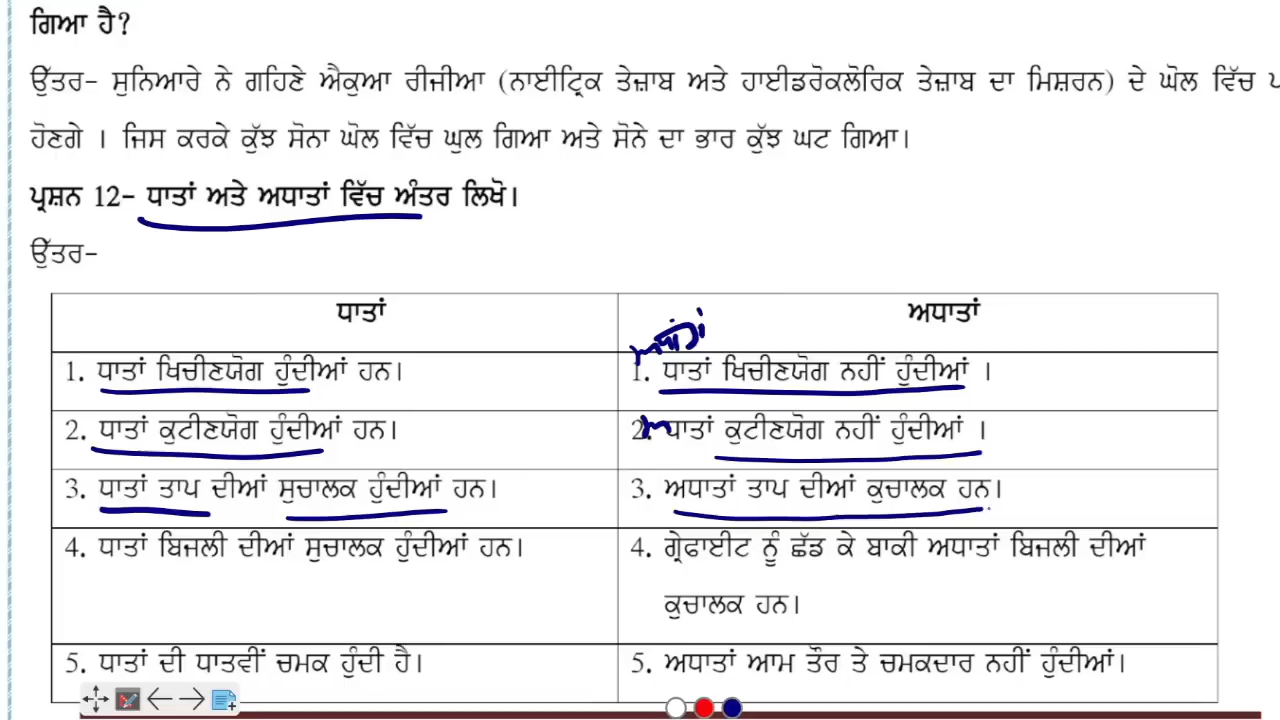 ਗਿਆ ਹੈ?
ਉੱਤਰ- ਸੁਨਿਆਰੇ ਨੇ ਗਹਿਣੇ ਐਕੁਆ ਰੀਜੀਆ (ਨਾਈਟ੍ਰਿਕ ਤੇਜ਼ਾਬ ਅਤੇ ਹਾਈਡਰੋਕਲੋਰਿਕ ਤੇਜ਼ਾਬ ਦਾ ਮਿਸ਼ਰਨ) ਦੇ ਘੋਲ ਵਿੱਚ
ਹੋਣਗੇ । ਜਿਸ ਕਰਕੇ ਕੁੱਝ ਸੋਨਾ ਘੋਲ ਵਿੱਚ ਘੁਲ ਗਿਆ ਅਤੇ ਸੋਨੇ ਦਾ ਭਾਰ ਕੁੱਝ ਘਟ ਗਿਆ।
ਪ੍ਰਸ਼ਨ 12- ਧਾਤਾਂ ਅਤੇ ਅਧਾਤਾਂ ਵਿੱਚ ਅੰਤਰ ਲਿਖੋ।
ਉੱਤਰ-
ਧਾਤਾਂ ਅਧਾਤਾਂ
1. ਧਾਤਾਂ ਖਿਚੀਣਯੋਗ ਹੁੰਦੀਆਂ ਹਨ। 1. ਧਾਤਾਂ ਖਿਚੀਣਯੋਗ ਨਹੀਂ ਹੁੰਦੀਆਂ ।
2. ਧਾਤਾਂ ਕੁਟੀਣਯੋਗ ਹੁੰਦੀਆਂ ਹਨ। 2. ਧਾਤਾਂ ਕੁਟੀਣਯੋਗ ਨਹੀਂ ਹੁੰਦੀਆਂ ।
3. ਧਾਤਾਂ ਤਾਪ ਦੀਆਂ ਸੁਚਾਲਕ ਹੁੰਦੀਆਂ ਹਨ। 3. ਅਧਾਤਾਂ ਤਾਪ ਦੀਆਂ ਕੁਚਾਲਕ ਹਨ।
4. ਧਾਤਾਂ ਬਿਜਲੀ ਦੀਆਂ ਸੁਚਾਲਕ ਹੁੰਦੀਆਂ ਹਨ। 4. ਗ੍ਰੇਫਾਈਟ ਨੂੰ ਛੱਡ ਕੇ ਬਾਕੀ ਅਧਾਤਾਂ ਬਿਜਲੀ ਦੀਆਂ
ਕੁਚਾਲਕ ਹਨ।
5. ਧਾਤਾਂ ਦੀ ਧਾਤਵੀਂ ਚਮਕ ਹੁੰਦੀ ਹੈ। 5. ਅਧਾਤਾਂ ਆਮ ਤੌਰ ਤੇ ਚਮਕਦਾਰ ਨਹੀਂ ਹੁੰਦੀਆਂ।